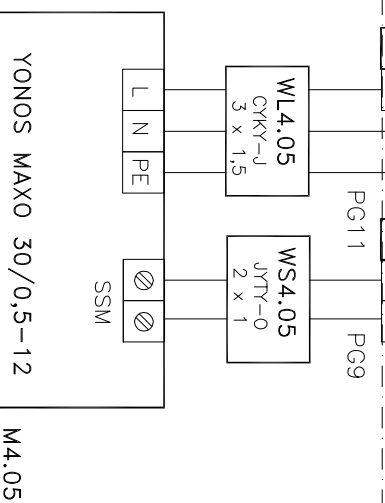 WL4.05
CYKY-J
3 x 1,5
PG11
L
N
PE
WS4.05
JYTY-O
2 x 1
PG9
SSM
YONOS MAXO 30/0,5-12
M4.05